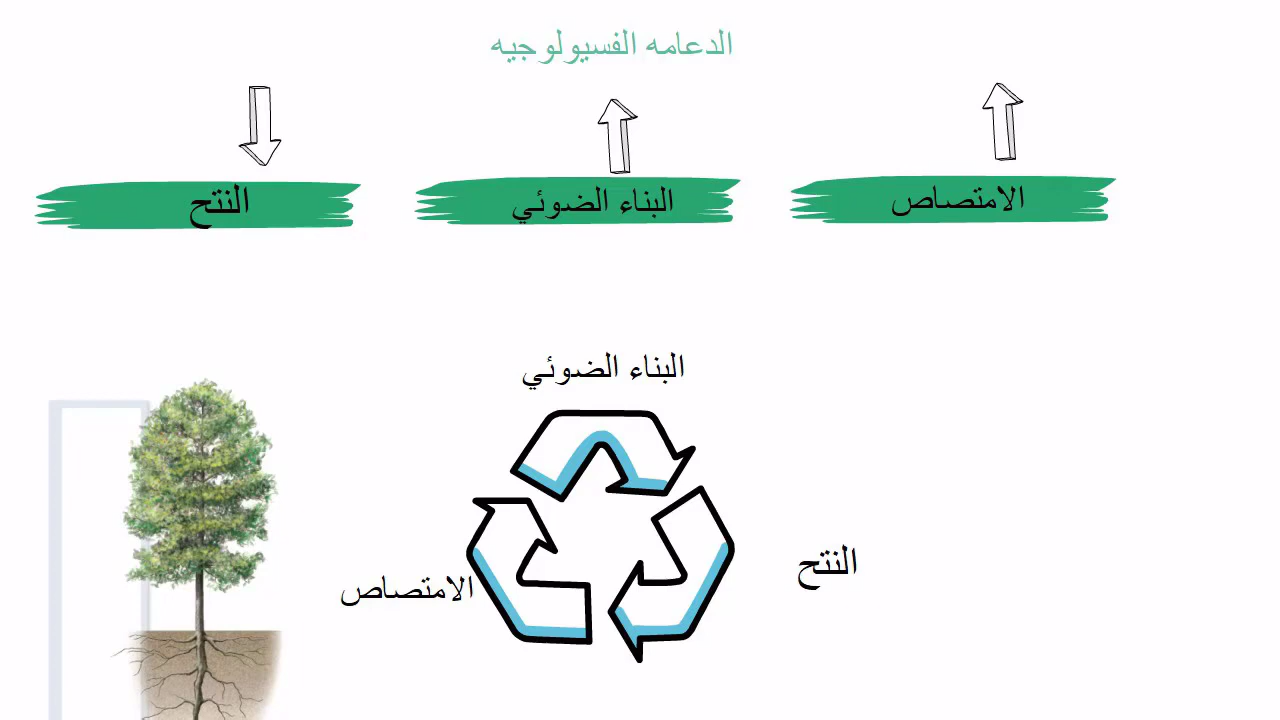 الدعامه الفسيولوجيه
الامتصاص
البناء الضوئي
النتح
البناء الضوئي
النتح
الامتصاص